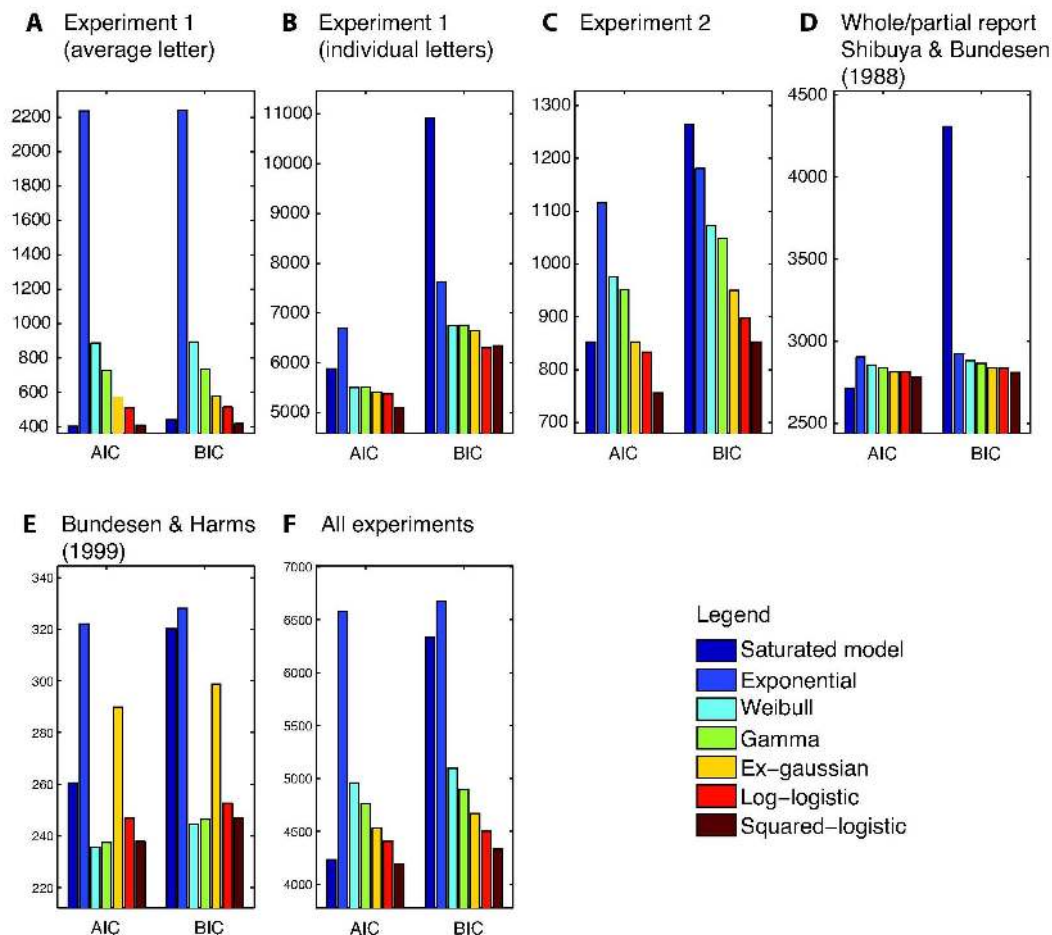 A Experiment 1
(average letter)
2200
2000
1800
1600
1400
1200
1000
800
600
400
AIC BIC
B Experiment 1
(individual letters)
11000
10000
9000
8000
7000
6000
5000
AIC BIC
C Experiment 2
1300
1200
1100
1000
900
800
700
AIC BIC
D Whole/partial report
Shibuya & Bundesen
(1988)
4500
4000
3500
3000
2500
AIC BIC
E Bundesen & Harms
(1999)
340
320
300
280
260
240
220
AIC BIC
F All experiments
7000
6500
6000
5500
5000
4500
4000
AIC BIC
Legend
Saturated model
Exponential
Weibull
Gamma
Ex-gaussian
Log-logistic
Squared-logistic